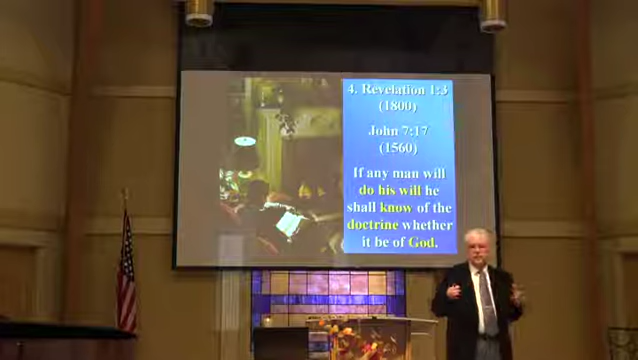 4. Revelation 1:3
(1800)
John 7:17
(1560)
If any man will
do his will he
shall know of the
doctrine whether
it be of God.